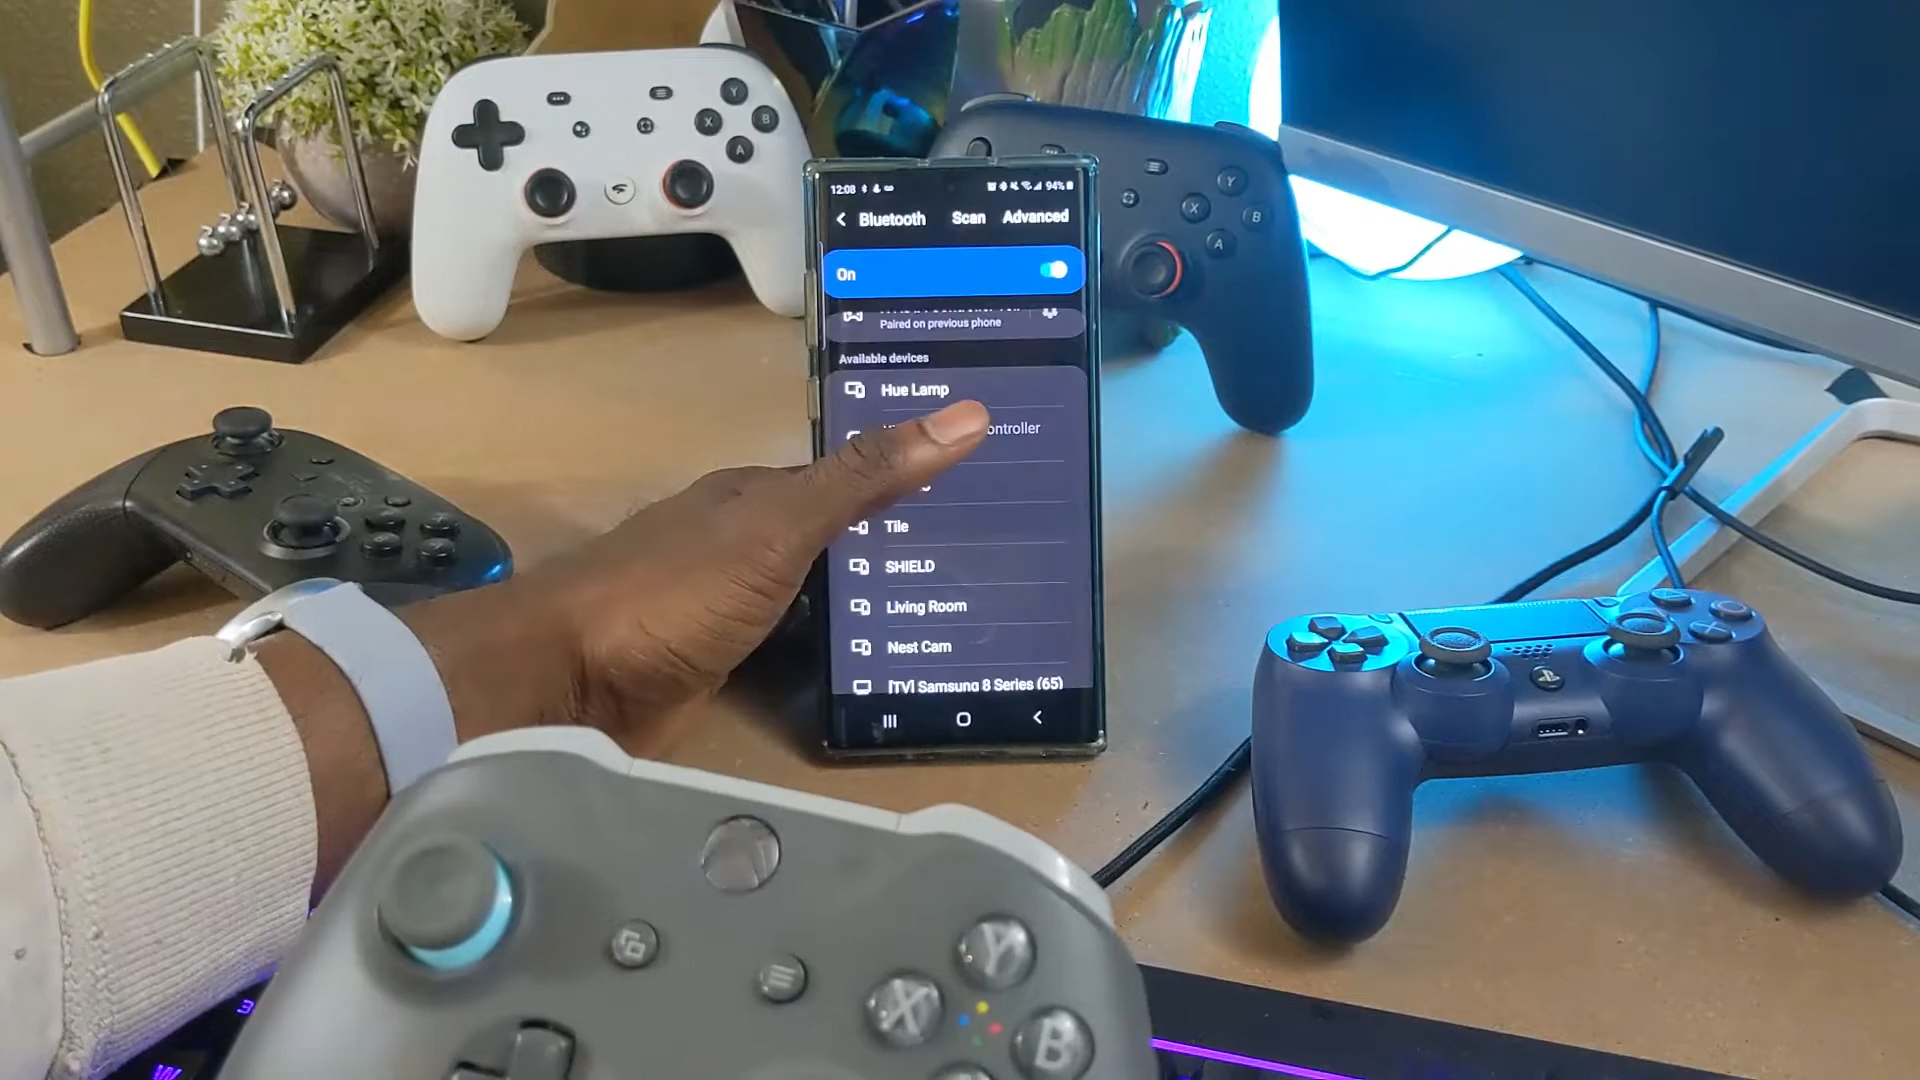 Y
B
X
A
12:08
94%
Bluetooth
Scan
Advanced
On
Paired on previous phone
Available devices
Hue Lamp
Tile
SHIELD
Living Room
Nest Cam
[TV] Samsung 8 Series (65)
Y
B
X
A
Y
X
B
3
W